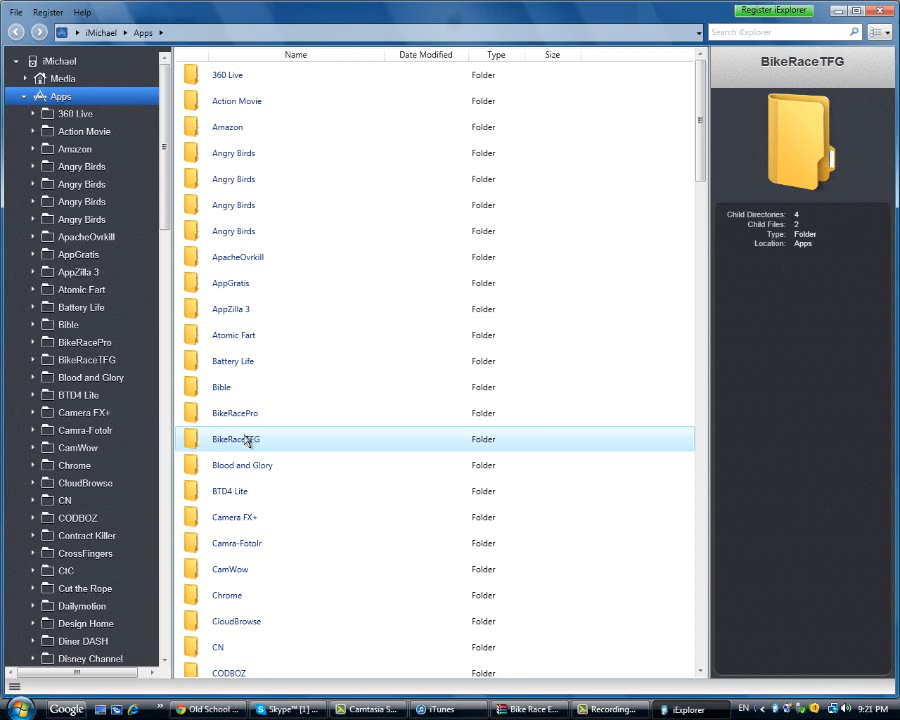 File Register Help
Register iExplorer
iMichael Apps
Search iExplorer
iMichael
Media
Apps
360 Live
Action Movie
Amazon
Angry Birds
Angry Birds
Angry Birds
Angry Birds
ApacheOvrkill
AppGratis
AppZilla 3
Atomic Fart
Battery Life
Bible
BikeRacePro
BikeRaceTFG
Blood and Glory
BTD4 Lite
Camera FX+
Camra-FotoIr
CamWow
Chrome
CloudBrowse
CN
CODBOZ
Contract Killer
CrossFingers
CtC
Cut the Rope
Dailymotion
Design Home
Diner DASH
Disney Channel
Name Date Modified Type Size
360 Live Folder
Action Movie Folder
Amazon Folder
Angry Birds Folder
Angry Birds Folder
Angry Birds Folder
Angry Birds Folder
ApacheOvrkill Folder
AppGratis Folder
AppZilla 3 Folder
Atomic Fart Folder
Battery Life Folder
Bible Folder
BikeRacePro Folder
BikeRaceTFG Folder
Blood and Glory Folder
BTD4 Lite Folder
Camera FX+ Folder
Camra-FotoIr Folder
CamWow Folder
Chrome Folder
CloudBrowse Folder
CN Folder
CODBOZ Folder
BikeRaceTFG
Child Directories: 4
Child Files: 2
Type: Folder
Location: Apps
Google » Old School ... Skype™ [1] ... Camtasia S... iTunes Bike Race E... Recording... iExplorer EN 9:21 PM